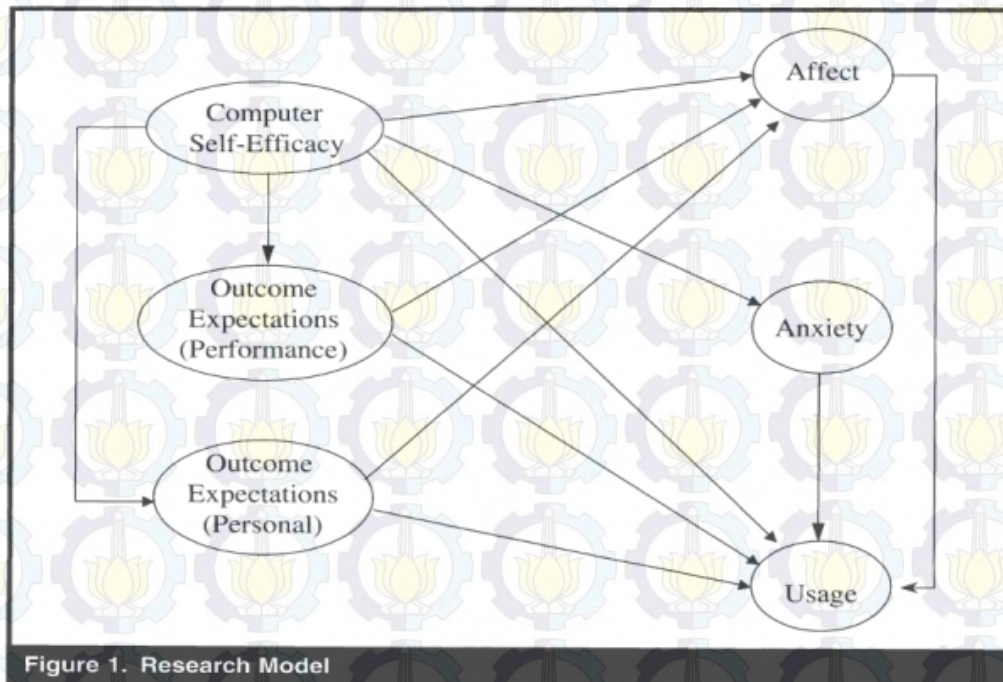 Computer
Self-Efficacy
Affect
Outcome
Expectations
(Performance)
Anxiety
Outcome
Expectations
(Personal)
Usage
Figure 1. Research Model